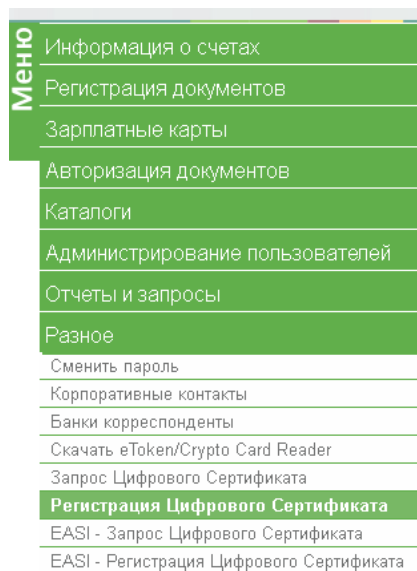 Меню
Информация о счетах
Регистрация документов
Зарплатные карты
Авторизация документов
Каталоги
Администрирование пользователей
Отчеты и запросы
Разное
Сменить пароль
Корпоративные контакты
Банки корреспонденты
Скачать eToken/Crypto Card Reader
Запрос Цифрового Сертификата
Регистрация Цифрового Сертификата
EASI - Запрос Цифрового Сертификата
EASI - Регистрация Цифрового Сертификата